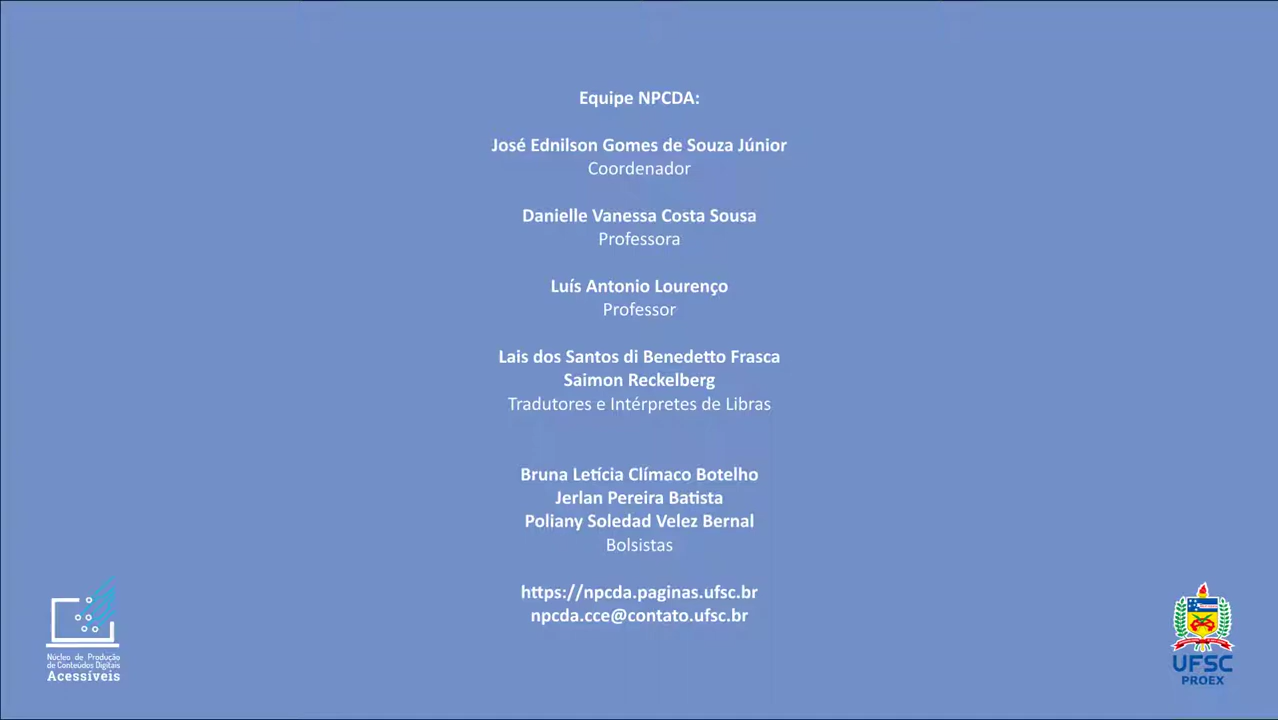 Equipe NPCDA:
José Ednilson Gomes de Souza Júnior
Coordenador
Danielle Vanessa Costa Sousa
Professora
Luís Antonio Lourenço
Professor
Lais dos Santos di Benedetto Frasca
Saimon Reckelberg
Tradutores e Intérpretes de Libras
Bruna Letícia Clímaco Botelho
Jerlan Pereira Batista
Poliany Soledad Velez Bernal
Bolsistas
https://npcda.paginas.ufsc.br
npcda.cce@contato.ufsc.br
Núcleo de Produção
de Conteúdos Digitais
Acessíveis
UFSC
PROEX